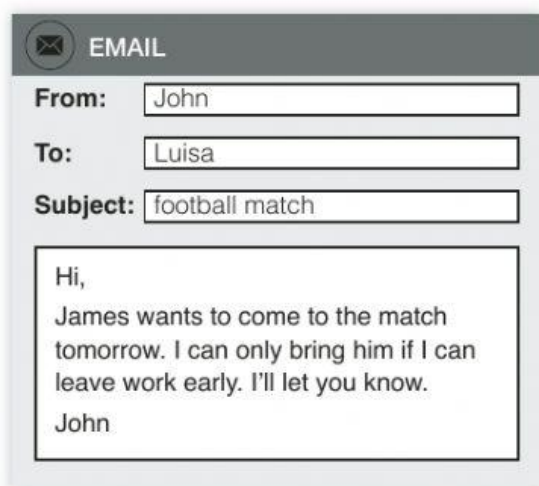 EMAIL
From: John
To: Luisa
Subject: football match
Hi,
James wants to come to the match
tomorrow. I can only bring him if I can
leave work early. I'll let you know.
John